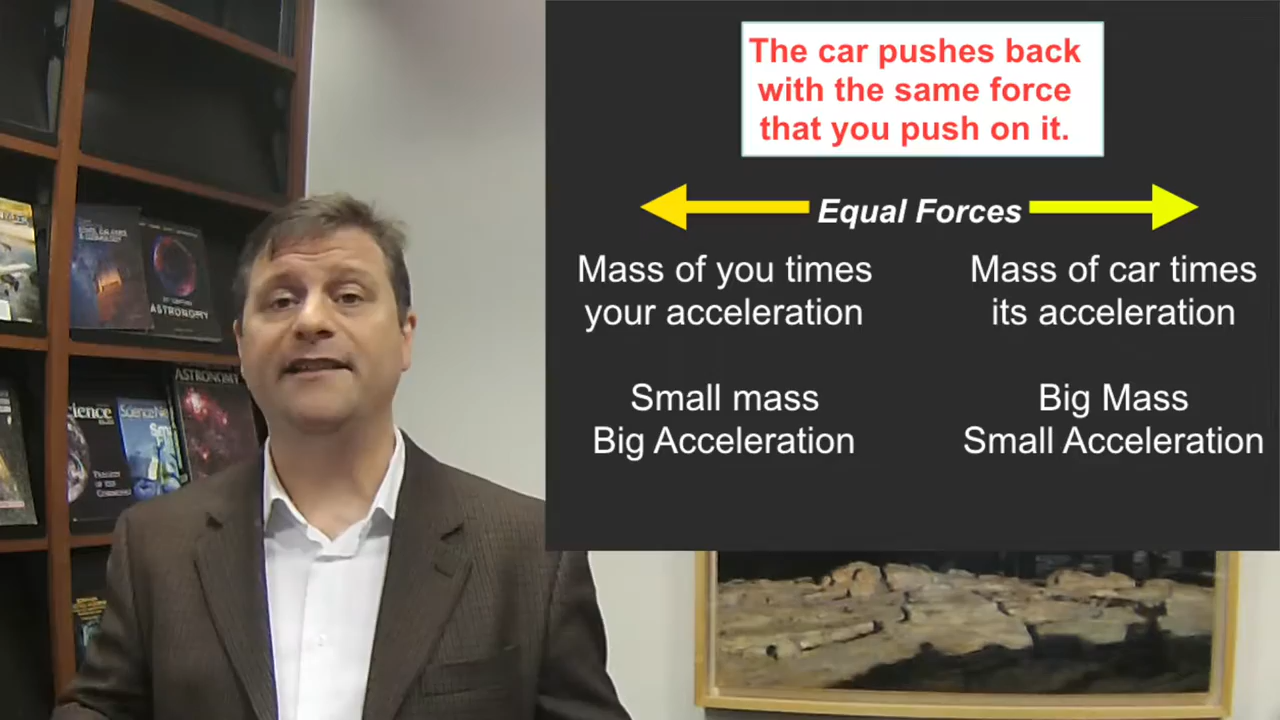 The car pushes back
with the same force
that you push on it.
Equal Forces
Mass of you times
your acceleration
Mass of car times
its acceleration
Small mass
Big Acceleration
Big Mass
Small Acceleration
ASTRONOMY
ASTRONOMY